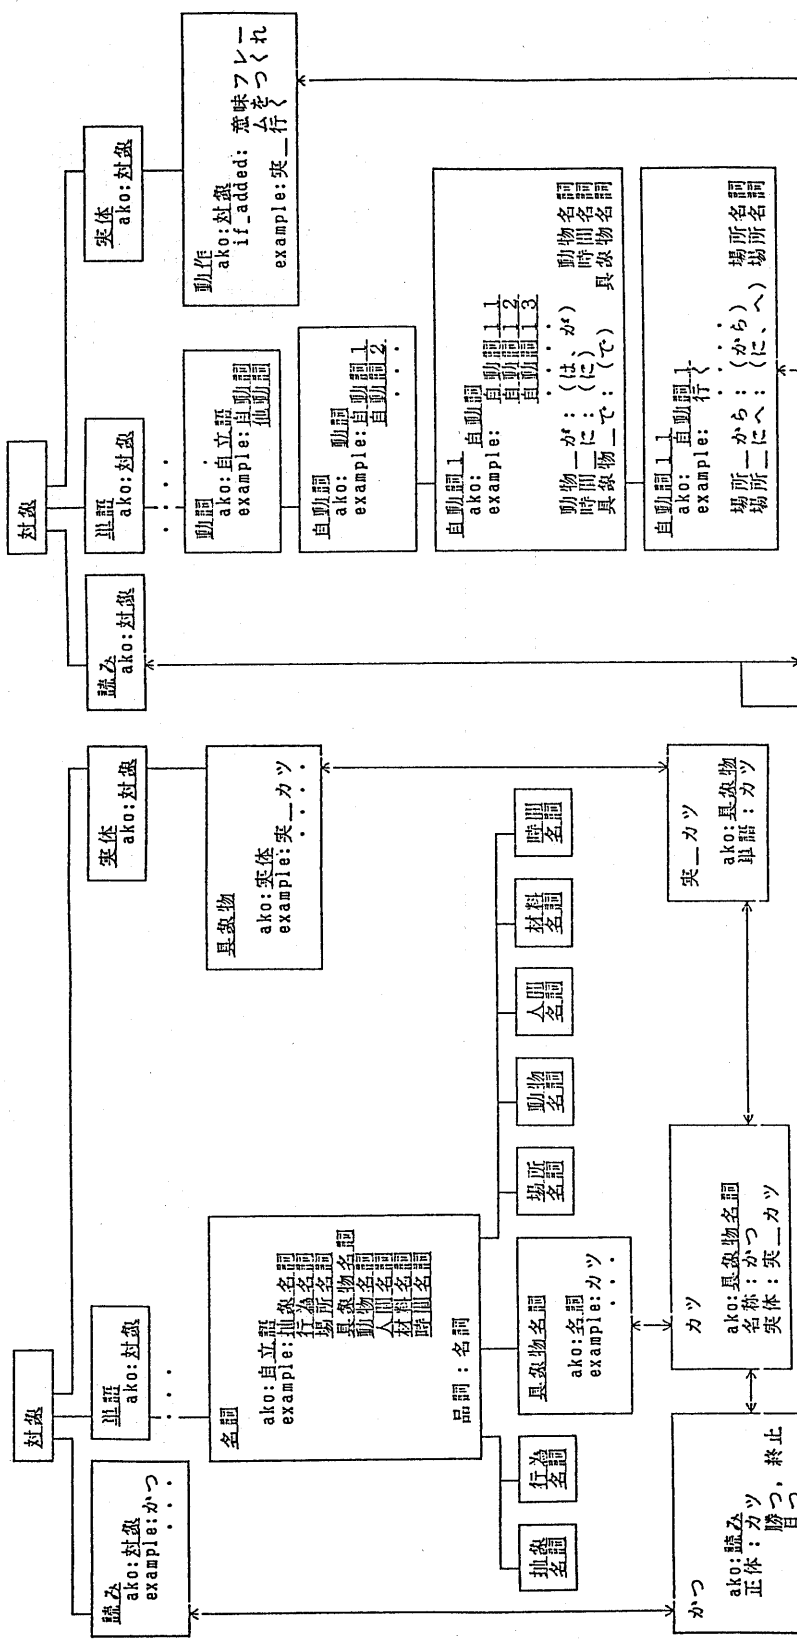 対象
読み
ako:対象
example:かつ
・・・・
単語
ako:対象
・・・・
実体
ako:対象
名詞
ako:自立語
example:抽象名詞
行為名詞
場所名詞
具象物名詞
動物名詞
人間名詞
材料名詞
時間名詞
品詞:名詞
具象物
ako:実体
example:実_カツ
・・・・
抽象
名詞
行為
名詞
具象物名詞
ako:名詞
example:カツ
・・・
場所
名詞
動物
名詞
人間
名詞
材料
名詞
時間
名詞
かつ
ako:読み
正体:カツ
勝つ,終止
カツ
ako:具象物名詞
名称:かつ
実体:実_カツ
実_カツ
ako:具象物
単語:カツ
対象
読み
ako:対象
単語
ako:対象
・・・・
実体
ako:対象
動詞
ako:自立語
example:自動詞
他動詞
動作
ako:対象
if_added:意味フレー
ムをつくれ
example:実_行く
自動詞
ako: 動詞
example:自動詞1
自動詞2
・・・・
自動詞1
ako: 自動詞
example: 自動詞11
自動詞12
自動詞13
・・・・
動物_が:(は、が) 動物名詞
時間_に:(に) 時間名詞
具象物_で:(で) 具象物名詞
自動詞11
ako: 自動詞1
example: 行く
・・・・
場所_から:(から) 場所名詞
場所_にへ:(に、へ) 場所名詞